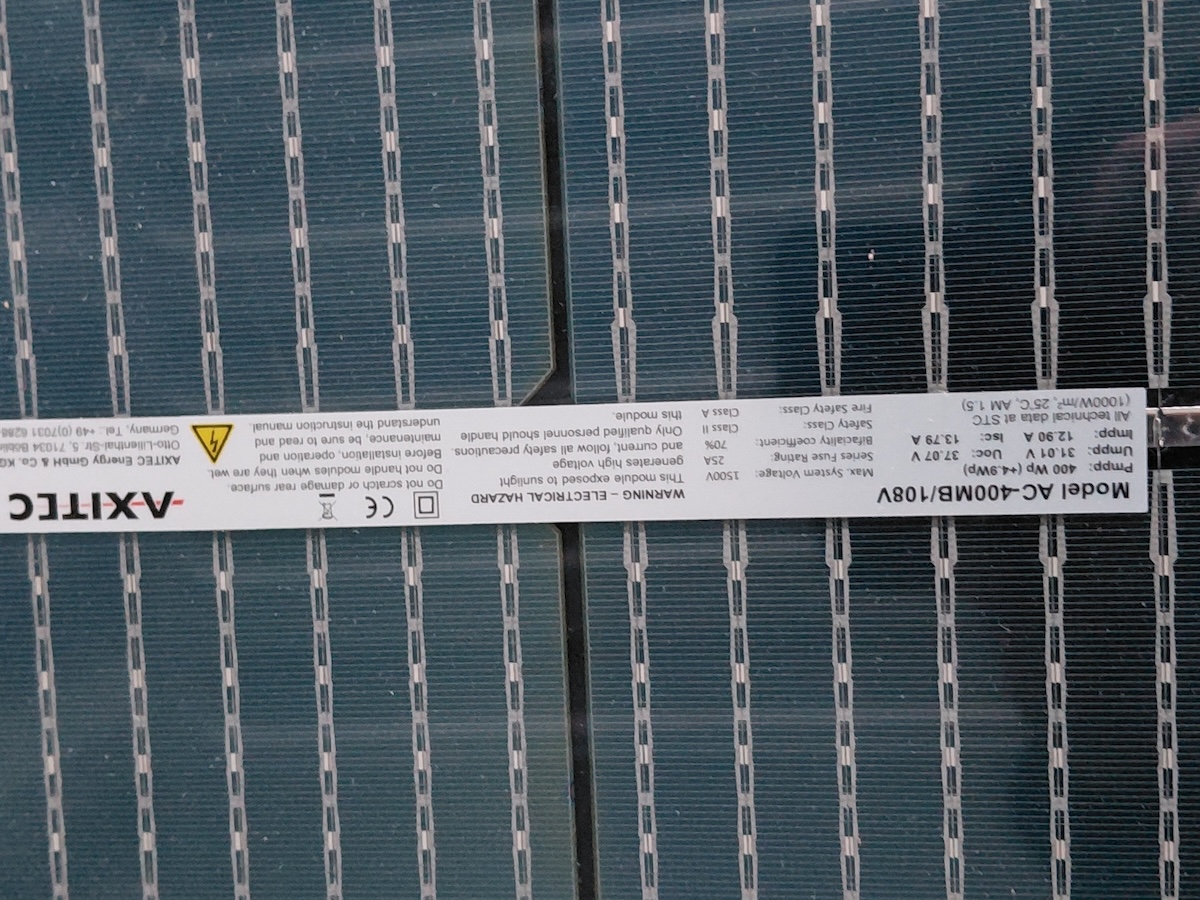 Model AC-400MB/108V
Pmpp: 400 Wp (+4.9Wp)
Umpp: 31.01 V Uoc: 37.07 V
Impp: 12.90 A Isc: 13.79 A
All technical data at STC
(1000W/m², 25°C, AM 1.5)
Max. System Voltage: 1500V
Series Fuse Rating: 25A
Bifaciality coefficient: 70%
Safety Class: Class II
Fire Safety Class: Class A
WARNING – ELECTRICAL HAZARD
This module exposed to sunlight
generates high voltage
and current, follow all safety precautions.
Only qualified personnel should handle
this module.
CE
Do not scratch or damage rear surface.
Do not handle modules when they are wet.
Before installation, operation and
maintenance, be sure to read and
understand the instruction manual.
AXITEC
AXITEC Energy GmbH & Co. KG
Otto-Lilienthal-Str. 5, 71034
Germany, Tel.: +49 (0)7031 6288